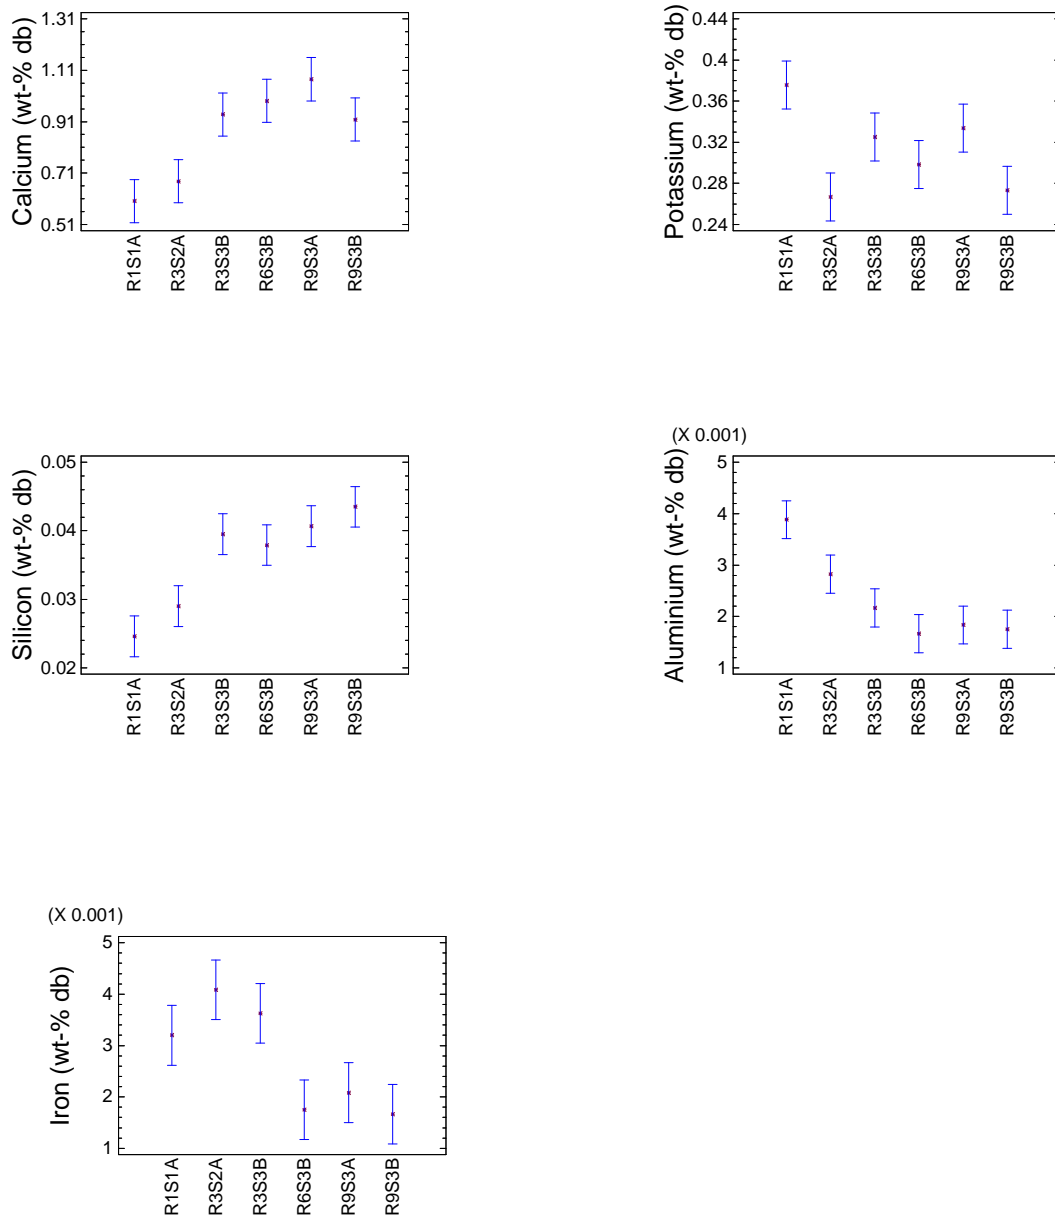 Calcium (wt-% db)
1.31
1.11
0.91
0.71
0.51
R1S1A
R3S2A
R3S3B
R6S3B
R9S3A
R9S3B
Potassium (wt-% db)
0.44
0.4
0.36
0.32
0.28
0.24
R1S1A
R3S2A
R3S3B
R6S3B
R9S3A
R9S3B
Silicon (wt-% db)
0.05
0.04
0.03
0.02
R1S1A
R3S2A
R3S3B
R6S3B
R9S3A
R9S3B
(X 0.001)
Aluminium (wt-% db)
5
4
3
2
1
R1S1A
R3S2A
R3S3B
R6S3B
R9S3A
R9S3B
(X 0.001)
Iron (wt-% db)
5
4
3
2
1
R1S1A
R3S2A
R3S3B
R6S3B
R9S3A
R9S3B